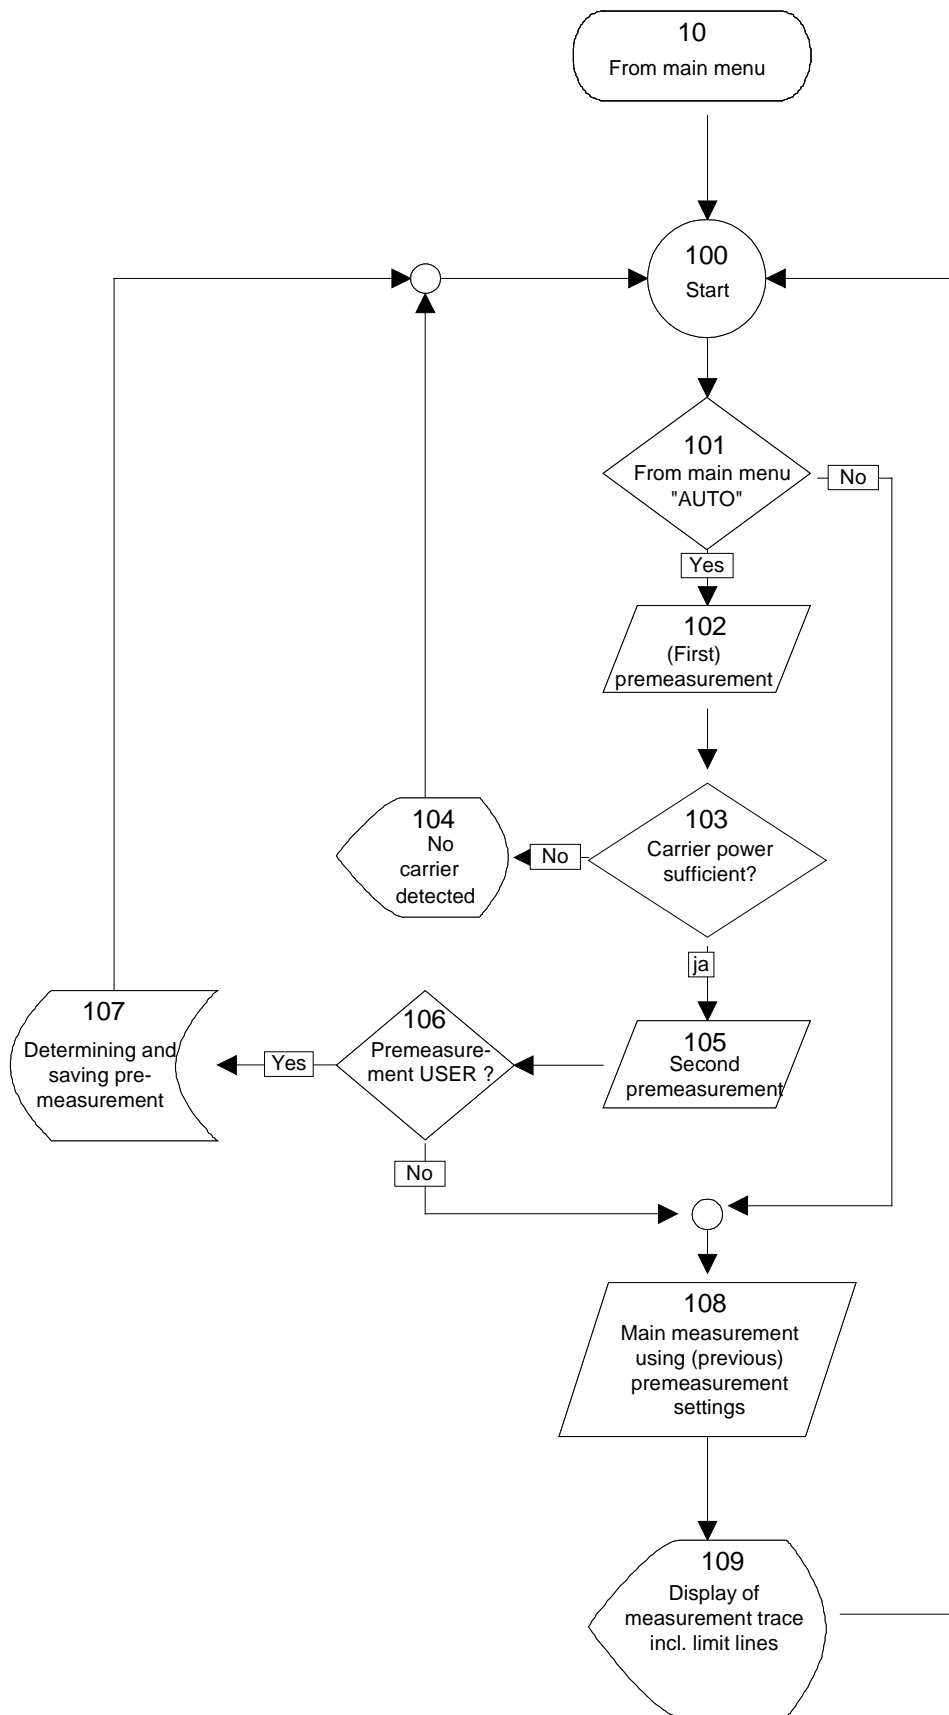 10
From main menu
100
Start
101
From main menu
"AUTO"
No
Yes
102
(First)
premeasurement
103
Carrier power
sufficient?
No
104
No
carrier
detected
ja
105
Second
premeasurement
106
Premeasure-
ment USER ?
Yes
107
Determining and
saving pre-
measurement
No
108
Main measurement
using (previous)
premeasurement
settings
109
Display of
measurement trace
incl. limit lines